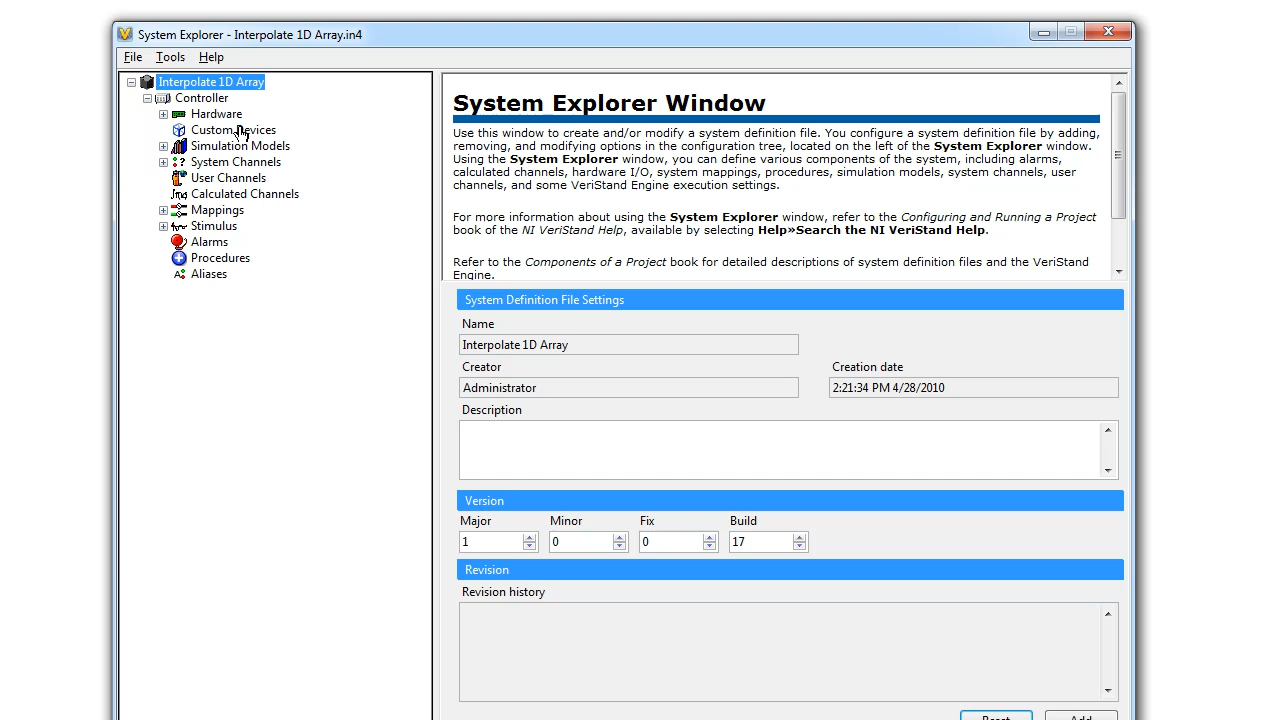 System Explorer - Interpolate 1D Array.in4
File Tools Help
Interpolate 1D Array
Controller
Hardware
Custom Devices
Simulation Models
System Channels
User Channels
Calculated Channels
Mappings
Stimulus
Alarms
Procedures
Aliases
System Explorer Window
Use this window to create and/or modify a system definition file. You configure a system definition file by adding,
removing, and modifying options in the configuration tree, located on the left of the System Explorer window.
Using the System Explorer window, you can define various components of the system, including alarms,
calculated channels, hardware I/O, system mappings, procedures, simulation models, system channels, user
channels, and some VeriStand Engine execution settings.
For more information about using the System Explorer window, refer to the Configuring and Running a Project
book of the NI VeriStand Help, available by selecting Help»Search the NI VeriStand Help.
Refer to the Components of a Project book for detailed descriptions of system definition files and the VeriStand
Engine.
System Definition File Settings
Name
Interpolate 1D Array
Creator Creation date
Administrator 2:21:34 PM 4/28/2010
Description
Version
Major Minor Fix Build
1 0 0 17
Revision
Revision history
Reset Add